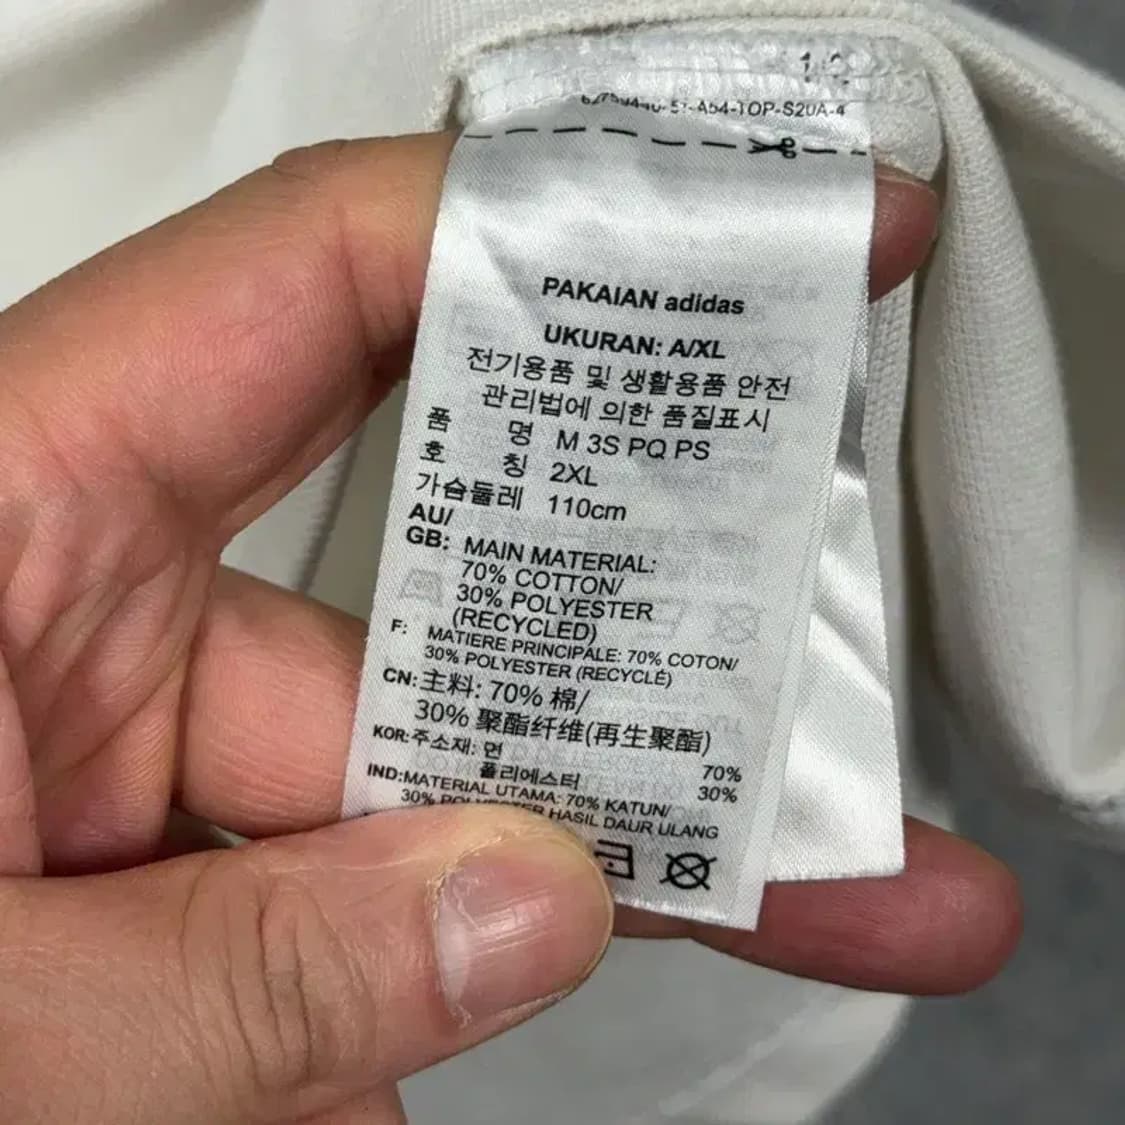 PAKAIAN adidas
UKURAN: A/XL
전기용품 및 생활용품 안전
관리법에 의한 품질표시
품 명 M 3S PQ PS
호 칭 2XL
가슴둘레 110cm
AU/
GB: MAIN MATERIAL:
70% COTTON/
30% POLYESTER
(RECYCLED)
F: MATIERE PRINCIPALE: 70% COTON/
30% POLYESTER (RECYCLÉ)
CN: 主料: 70% 棉/
30% 聚酯纤维(再生聚酯)
KOR: 주소재: 면 70%
폴리에스터 30%
IND: MATERIAL UTAMA: 70% KATUN/
30% POLYESTER HASIL DAUR ULANG